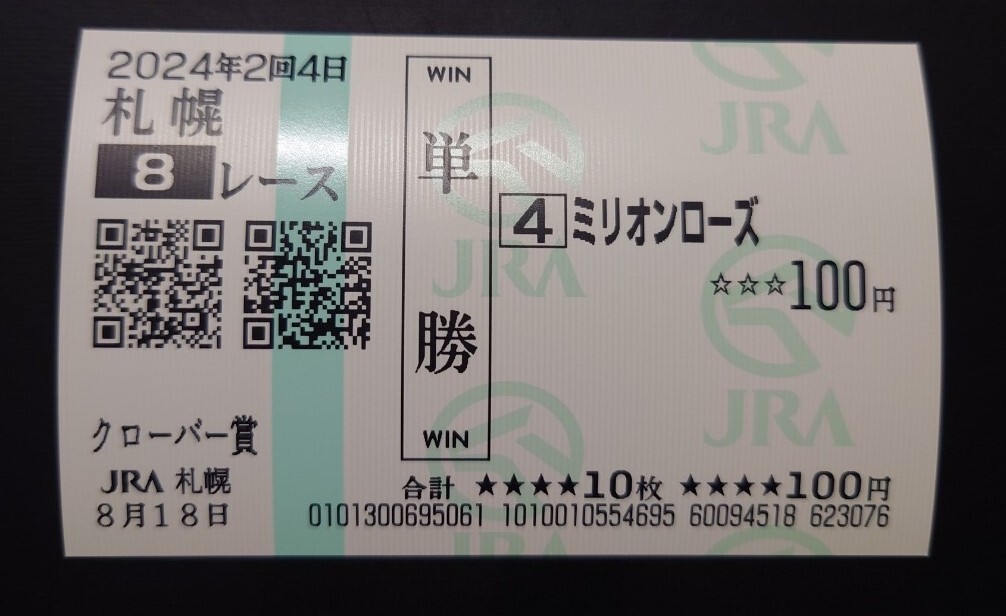 2024年2回4日
札幌
8レース
クローバー賞
JRA 札幌
8月18日
WIN
単勝
WIN
4 ミリオンローズ
☆☆☆100円
合計 ★★★★10枚 ★★★★100円
0101300695061 1010010554695 60094518 623076
JRA
JRA
JRA